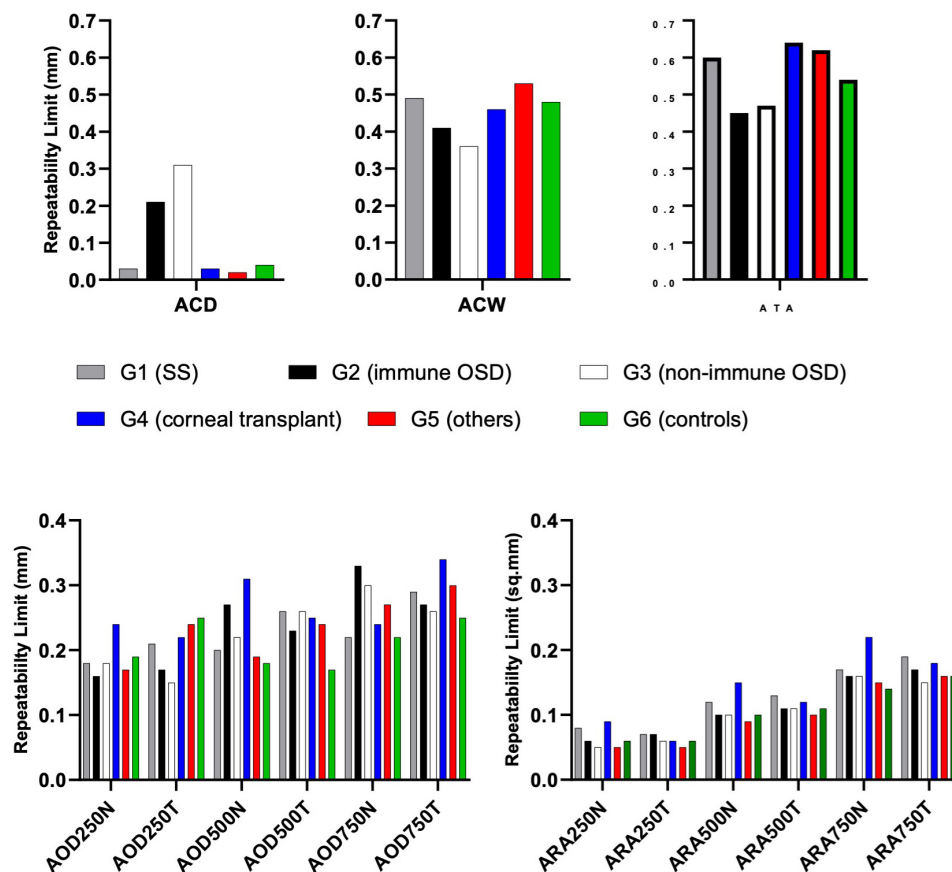 Repeatabiilty Limit (mm)
0.7
0.6
0.5
0.4
0.3
0.2
0.1
0.0
ACD
0.7
0.6
0.5
0.4
0.3
0.2
0.1
0.0
ACW
0.7
0.6
0.5
0.4
0.3
0.2
0.1
0.0
ATA
G1 (SS)
G2 (immune OSD)
G3 (non-immune OSD)
G4 (corneal transplant)
G5 (others)
G6 (controls)
Repeatabiilty Limit (mm)
0.4
0.3
0.2
0.1
0.0
AOD250N
AOD250T
AOD500N
AOD500T
AOD750N
AOD750T
Repeatabiilty Limit (sq.mm)
0.4
0.3
0.2
0.1
0.0
ARA250N
ARA250T
ARA500N
ARA500T
ARA750N
ARA750T